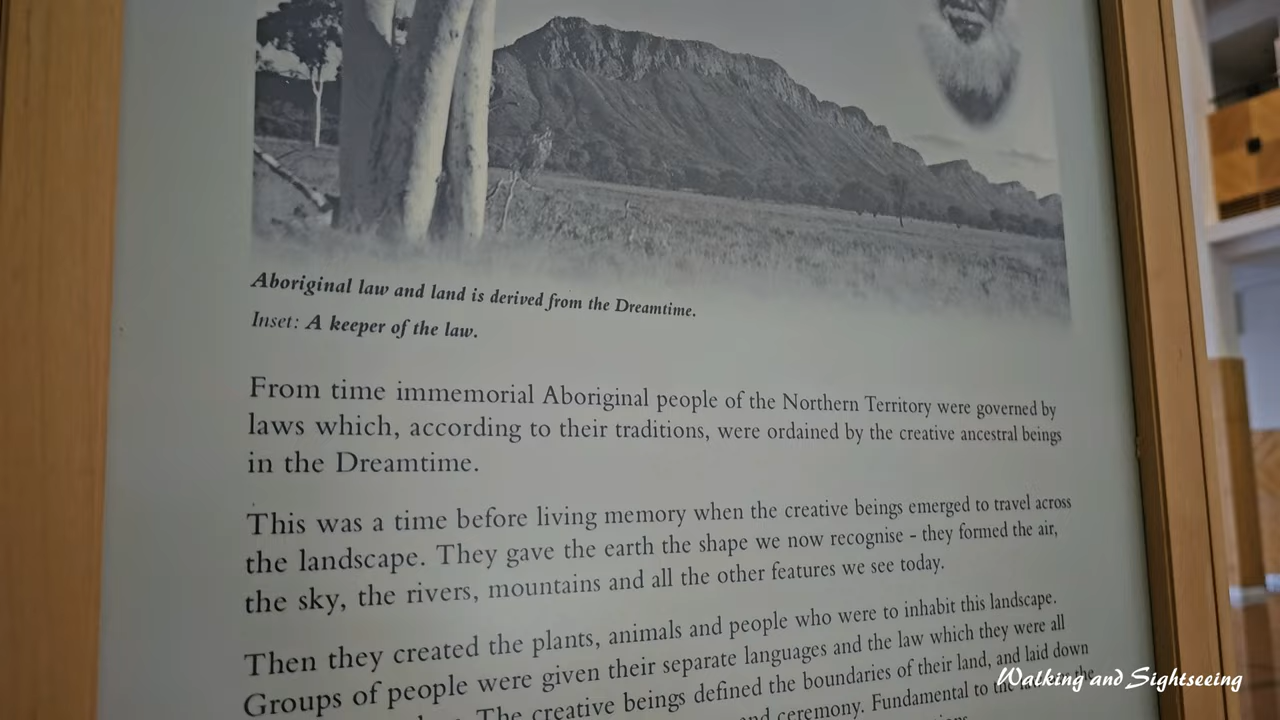 Aboriginal law and land is derived from the Dreamtime.
Inset: A keeper of the law.
From time immemorial Aboriginal people of the Northern Territory were governed by
laws which, according to their traditions, were ordained by the creative ancestral beings
in the Dreamtime.
This was a time before living memory when the creative beings emerged to travel across
the landscape. They gave the earth the shape we now recognise - they formed the air,
the sky, the rivers, mountains and all the other features we see today.
Then they created the plants, animals and people who were to inhabit this landscape.
Groups of people were given their separate languages and the law which they were all
The creative beings defined the boundaries of their land, and laid down
and ceremony. Fundamental to the the
Walking and Sightseeing